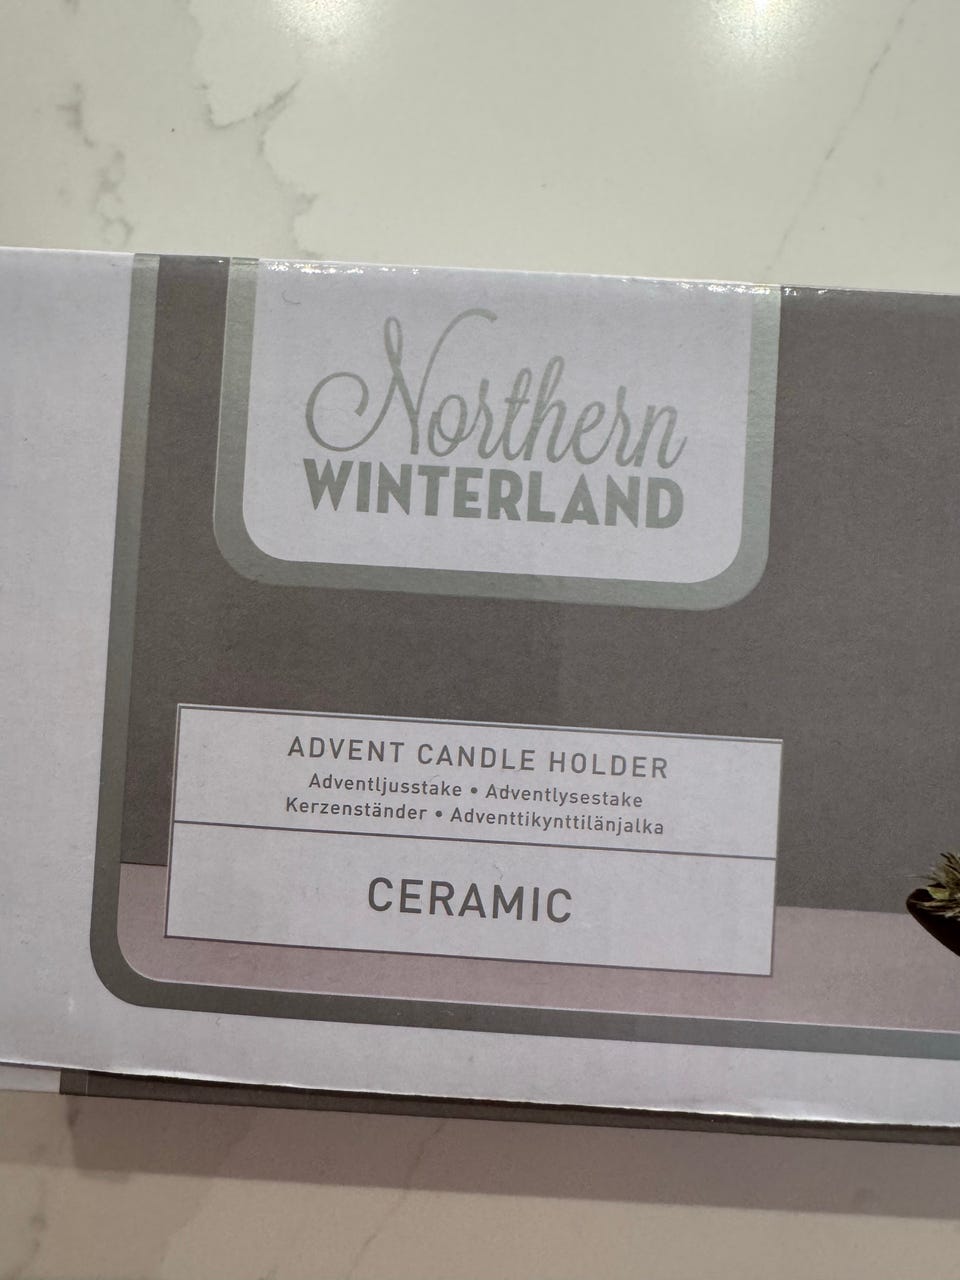 Northern
WINTERLAND
ADVENT CANDLE HOLDER
Adventljusstake • Adventlysestake
Kerzenständer • Adventtikynttilänjalka
CERAMIC